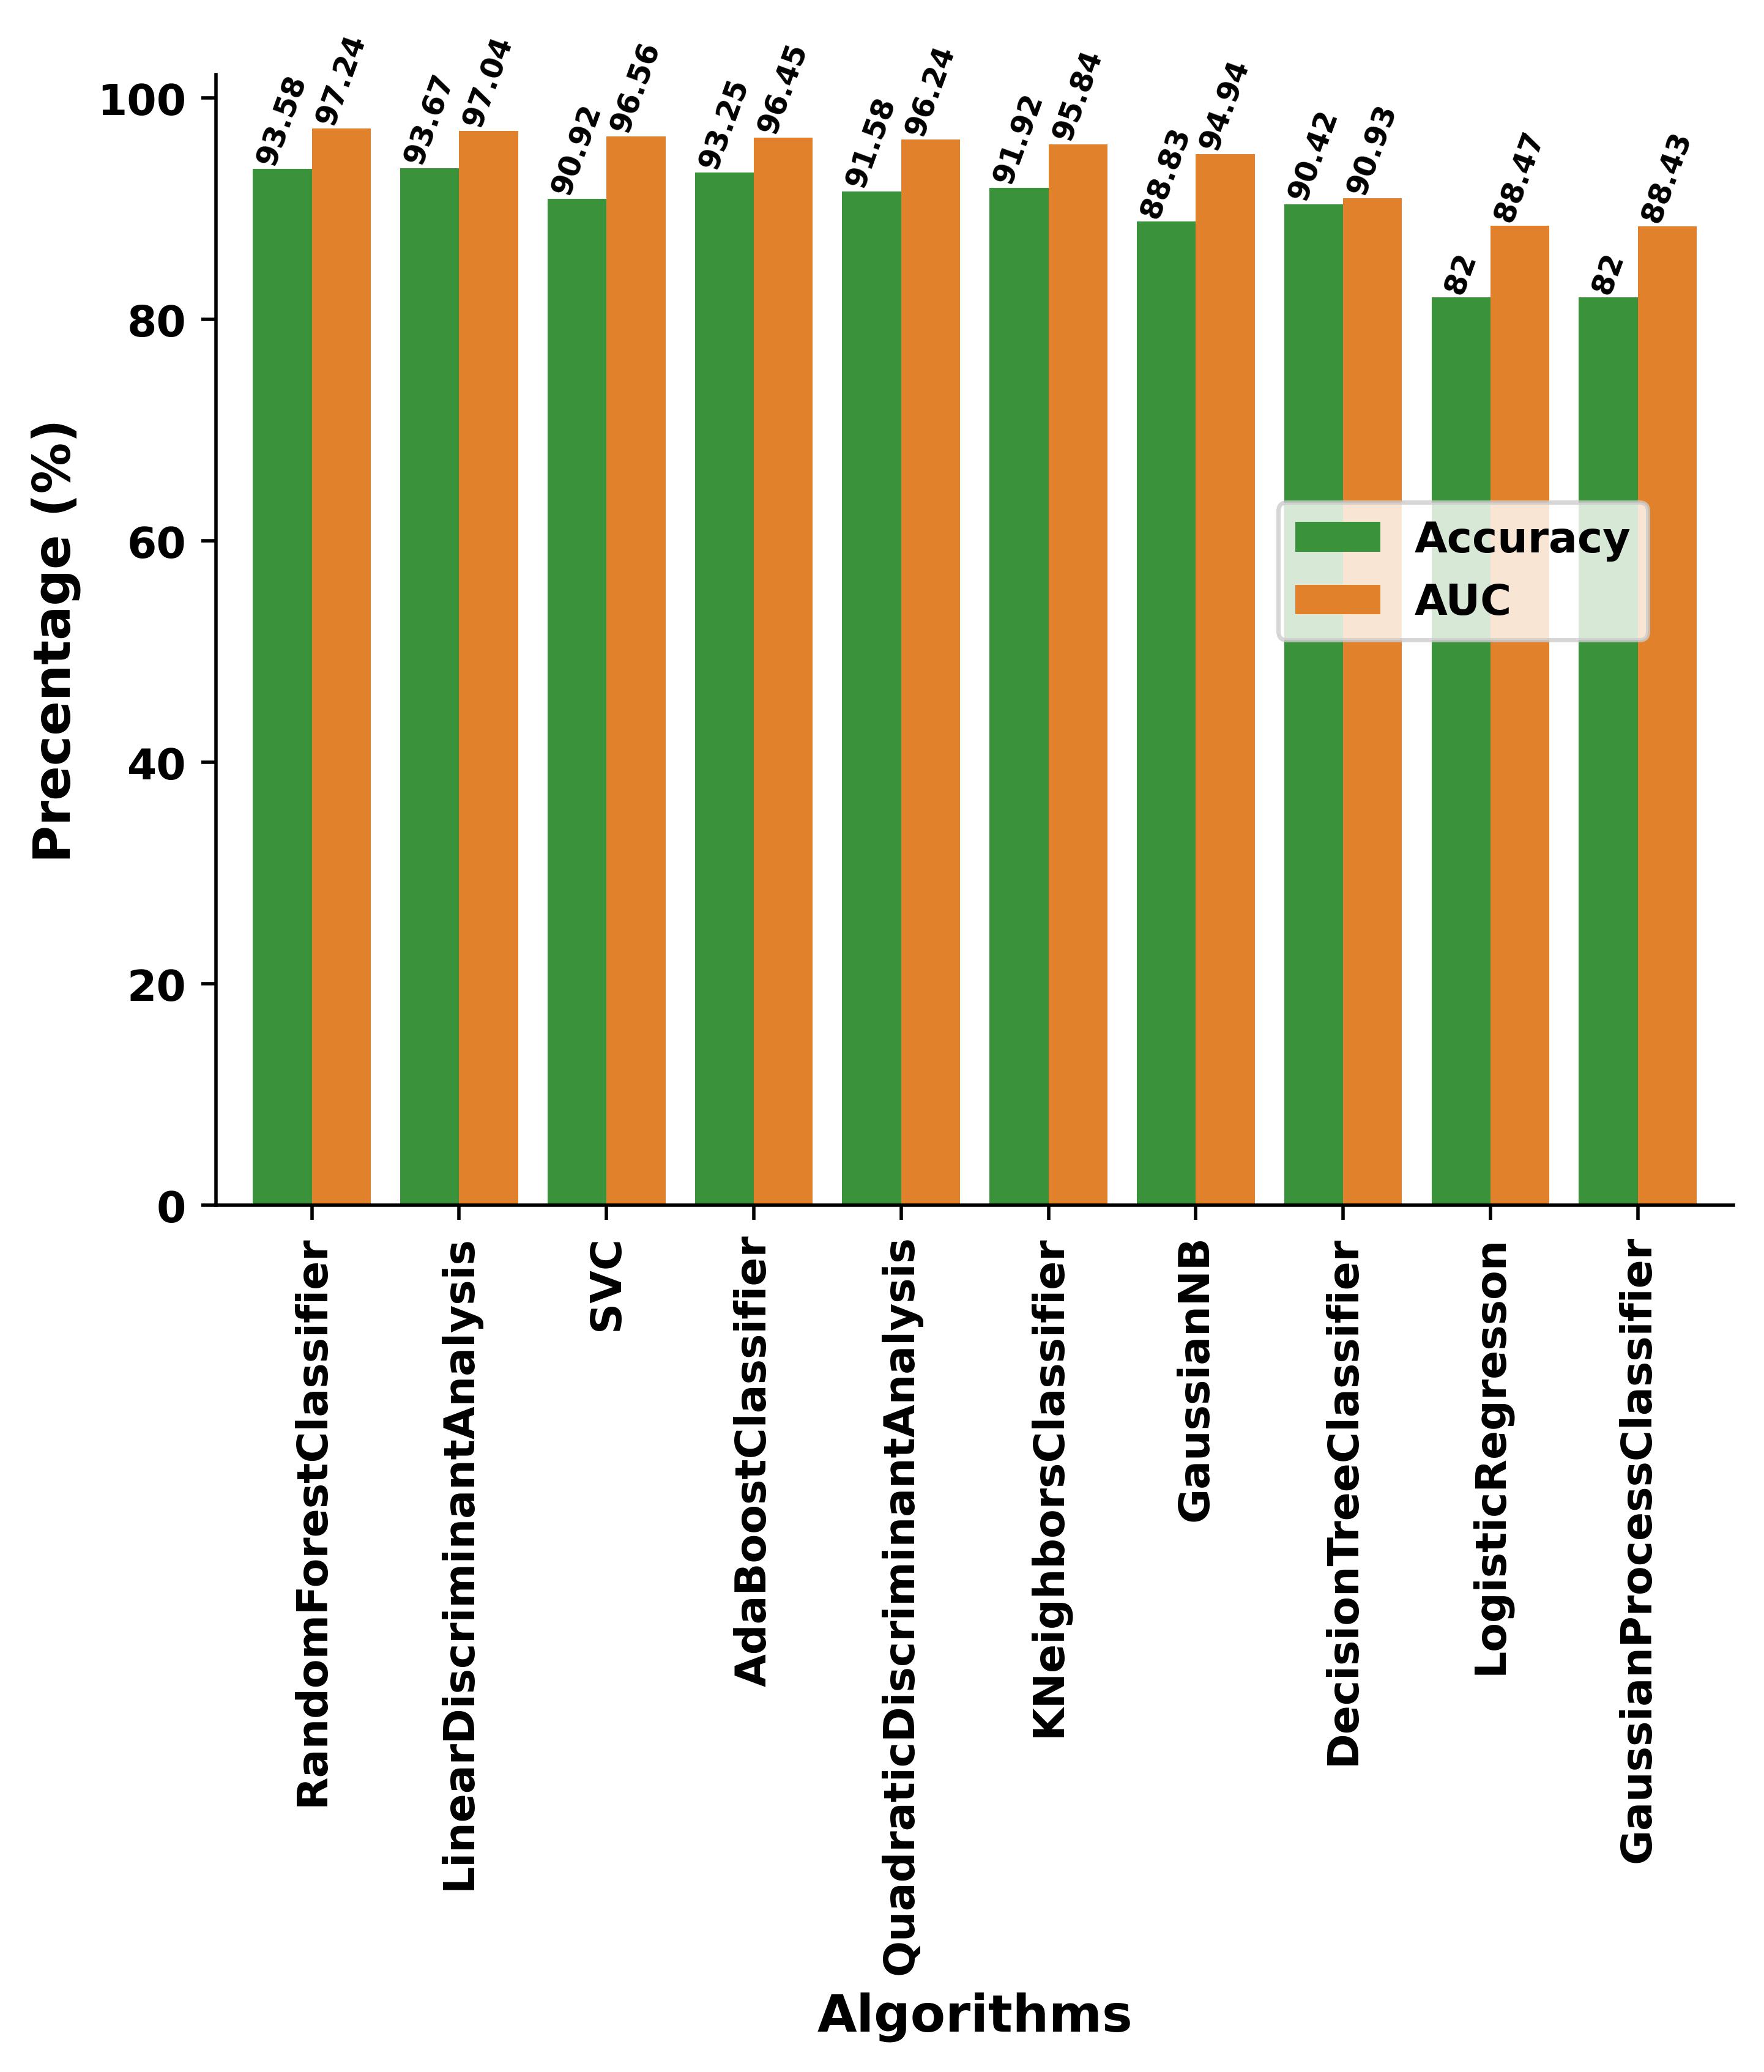 93.58
97.24
93.67
97.04
90.92
96.56
93.25
96.45
91.58
96.24
91.92
95.84
88.83
94.94
90.42
90.93
82
88.47
82
88.43
Precentage (%)
100
80
60
40
20
0
Accuracy
AUC
RandomForestClassifier
LinearDiscriminantAnalysis
SVC
AdaBoostClassifier
QuadraticDiscriminantAnalysis
KNeighborsClassifier
GaussianNB
DecisionTreeClassifier
LogisticRegresson
GaussianProcessClassifier
Algorithms